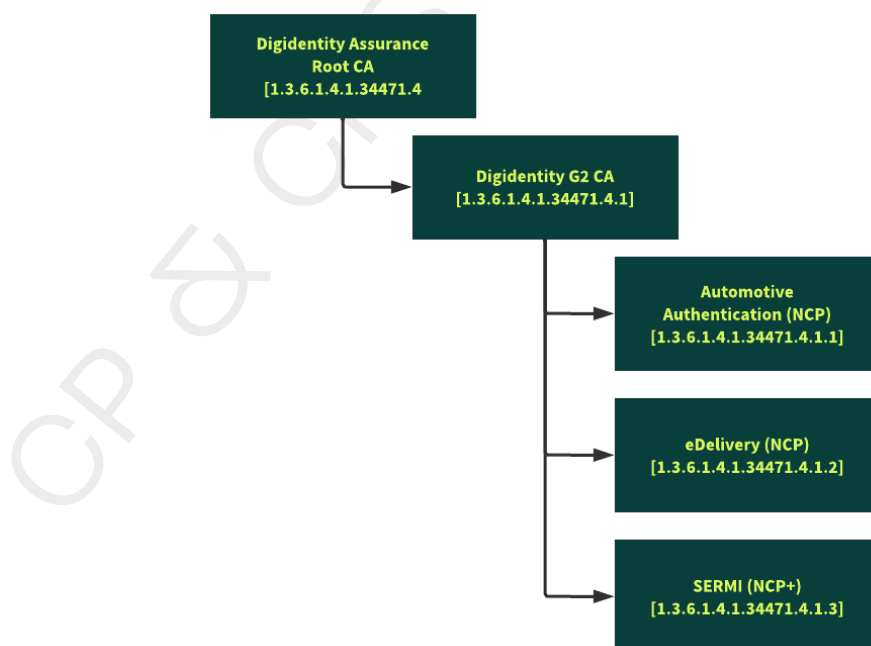 Digidentity Assurance
Root CA
[1.3.6.1.4.1.34471.4
Digidentity G2 CA
[1.3.6.1.4.1.34471.4.1]
Automotive
Authentication (NCP)
[1.3.6.1.4.1.34471.4.1.1]
eDelivery (NCP)
[1.3.6.1.4.1.34471.4.1.2]
SERMI (NCP+)
[1.3.6.1.4.1.34471.4.1.3]
CP & C